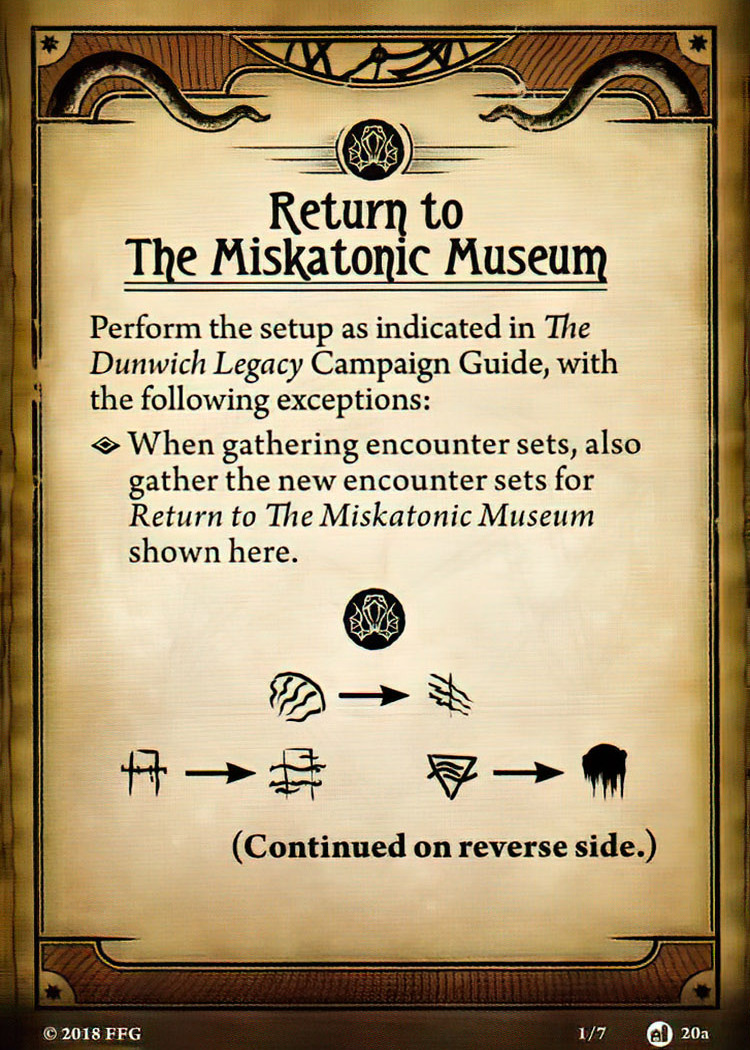 Return to
The Miskatonic Museum
Perform the setup as indicated in The
Dunwich Legacy Campaign Guide, with
the following exceptions:
When gathering encounter sets, also
gather the new encounter sets for
Return to The Miskatonic Museum
shown here.
(Continued on reverse side.)
© 2018 FFG
1/7
20a